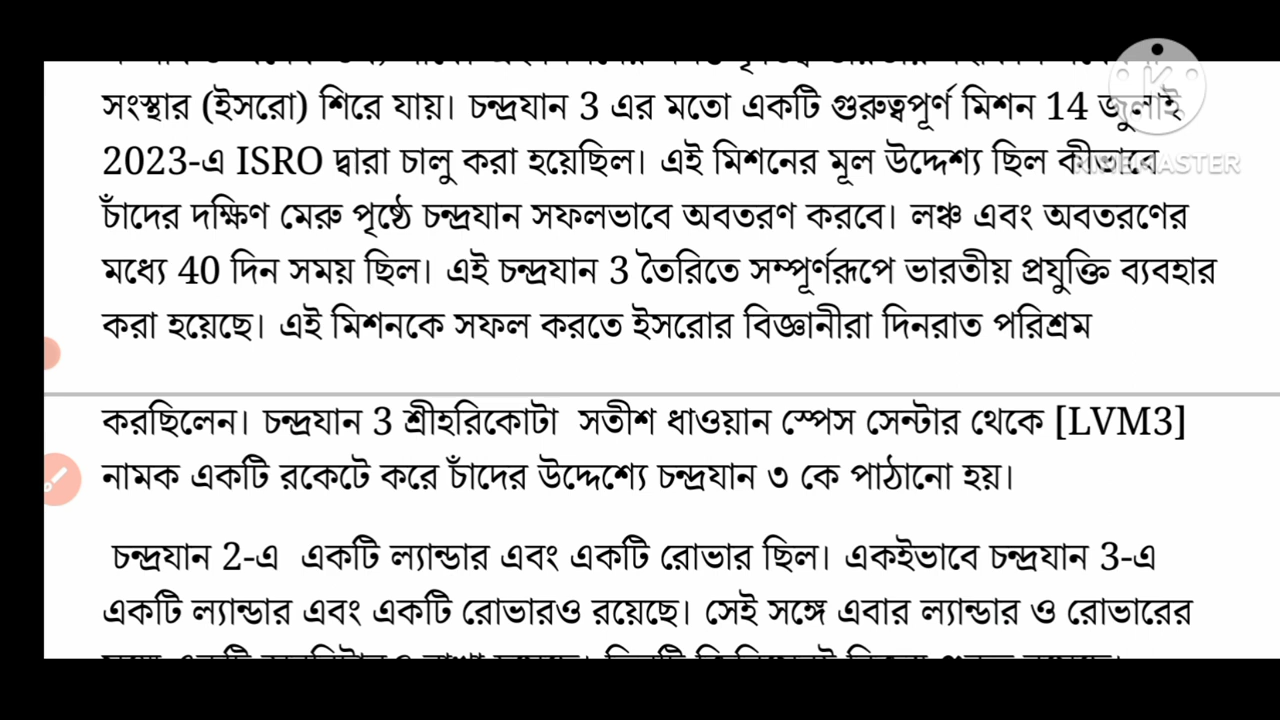 সংস্থার (ইসরো) শিরে যায়। চন্দ্রযান 3 এর মতো একটি গুরুত্বপূর্ণ মিশন 14 জুলাই
2023-এ ISRO দ্বারা চালু করা হয়েছিল। এই মিশনের মূল উদ্দেশ্য ছিল কীভাবে
চাঁদের দক্ষিণ মেরু পৃষ্ঠে চন্দ্রযান সফলভাবে অবতরণ করবে। লঞ্চ এবং অবতরণের
মধ্যে 40 দিন সময় ছিল। এই চন্দ্রযান 3 তৈরিতে সম্পূর্ণরূপে ভারতীয় প্রযুক্তি ব্যবহার
করা হয়েছে। এই মিশনকে সফল করতে ইসরোর বিজ্ঞানীরা দিনরাত পরিশ্রম
করছিলেন। চন্দ্রযান 3 শ্রীহরিকোটা সতীশ ধাওয়ান স্পেস সেন্টার থেকে [LVM3]
নামক একটি রকেটে করে চাঁদের উদ্দেশ্যে চন্দ্রযান ৩ কে পাঠানো হয়।
চন্দ্রযান 2-এ একটি ল্যান্ডার এবং একটি রোভার ছিল। একইভাবে চন্দ্রযান 3-এ
একটি ল্যান্ডার এবং একটি রোভারও রয়েছে। সেই সঙ্গে এবার ল্যান্ডার ও রোভারের
K
KINEMASTER